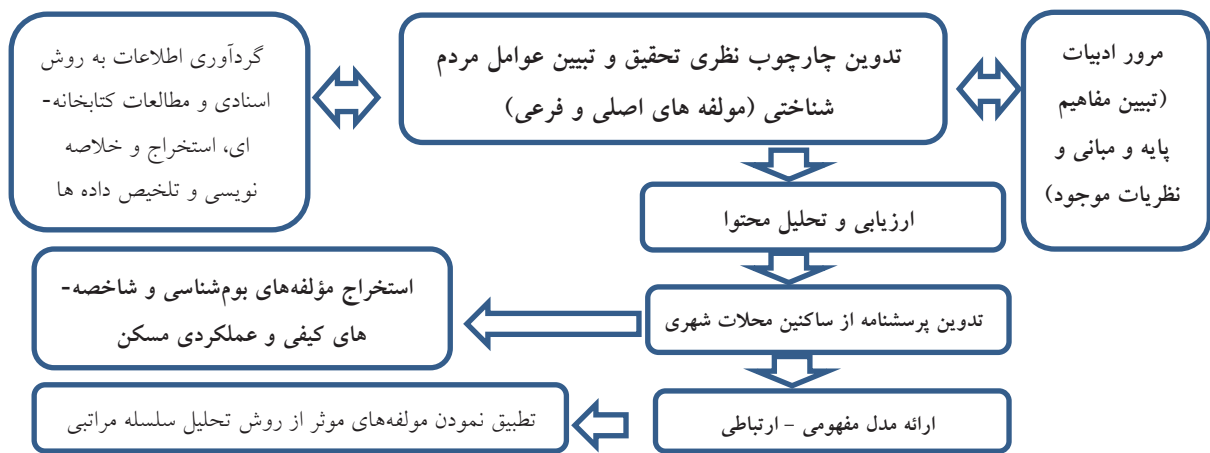 مرور ادبیات
(تبیین مفاهیم
پایه و مبانی و
نظریات موجود)
تدوین چارچوب نظری تحقیق و تبیین عوامل مردم
شناختی (مولفه های اصلی و فرعی)
گردآوری اطلاعات به روش
اسنادی و مطالعات کتابخانه-
ای، استخراج و خلاصه
نویسی و تلخیص داده ها
ارزیابی و تحلیل محتوا
تدوین پرسشنامه از ساکنین محلات شهری
استخراج مؤلفه‌های بوم‌شناسی و شاخصه-
های کیفی و عملکردی مسکن
ارائه مدل مفهومی - ارتباطی
تطبیق نمودن مولفه‌های موثر از روش تحلیل سلسله مراتبی